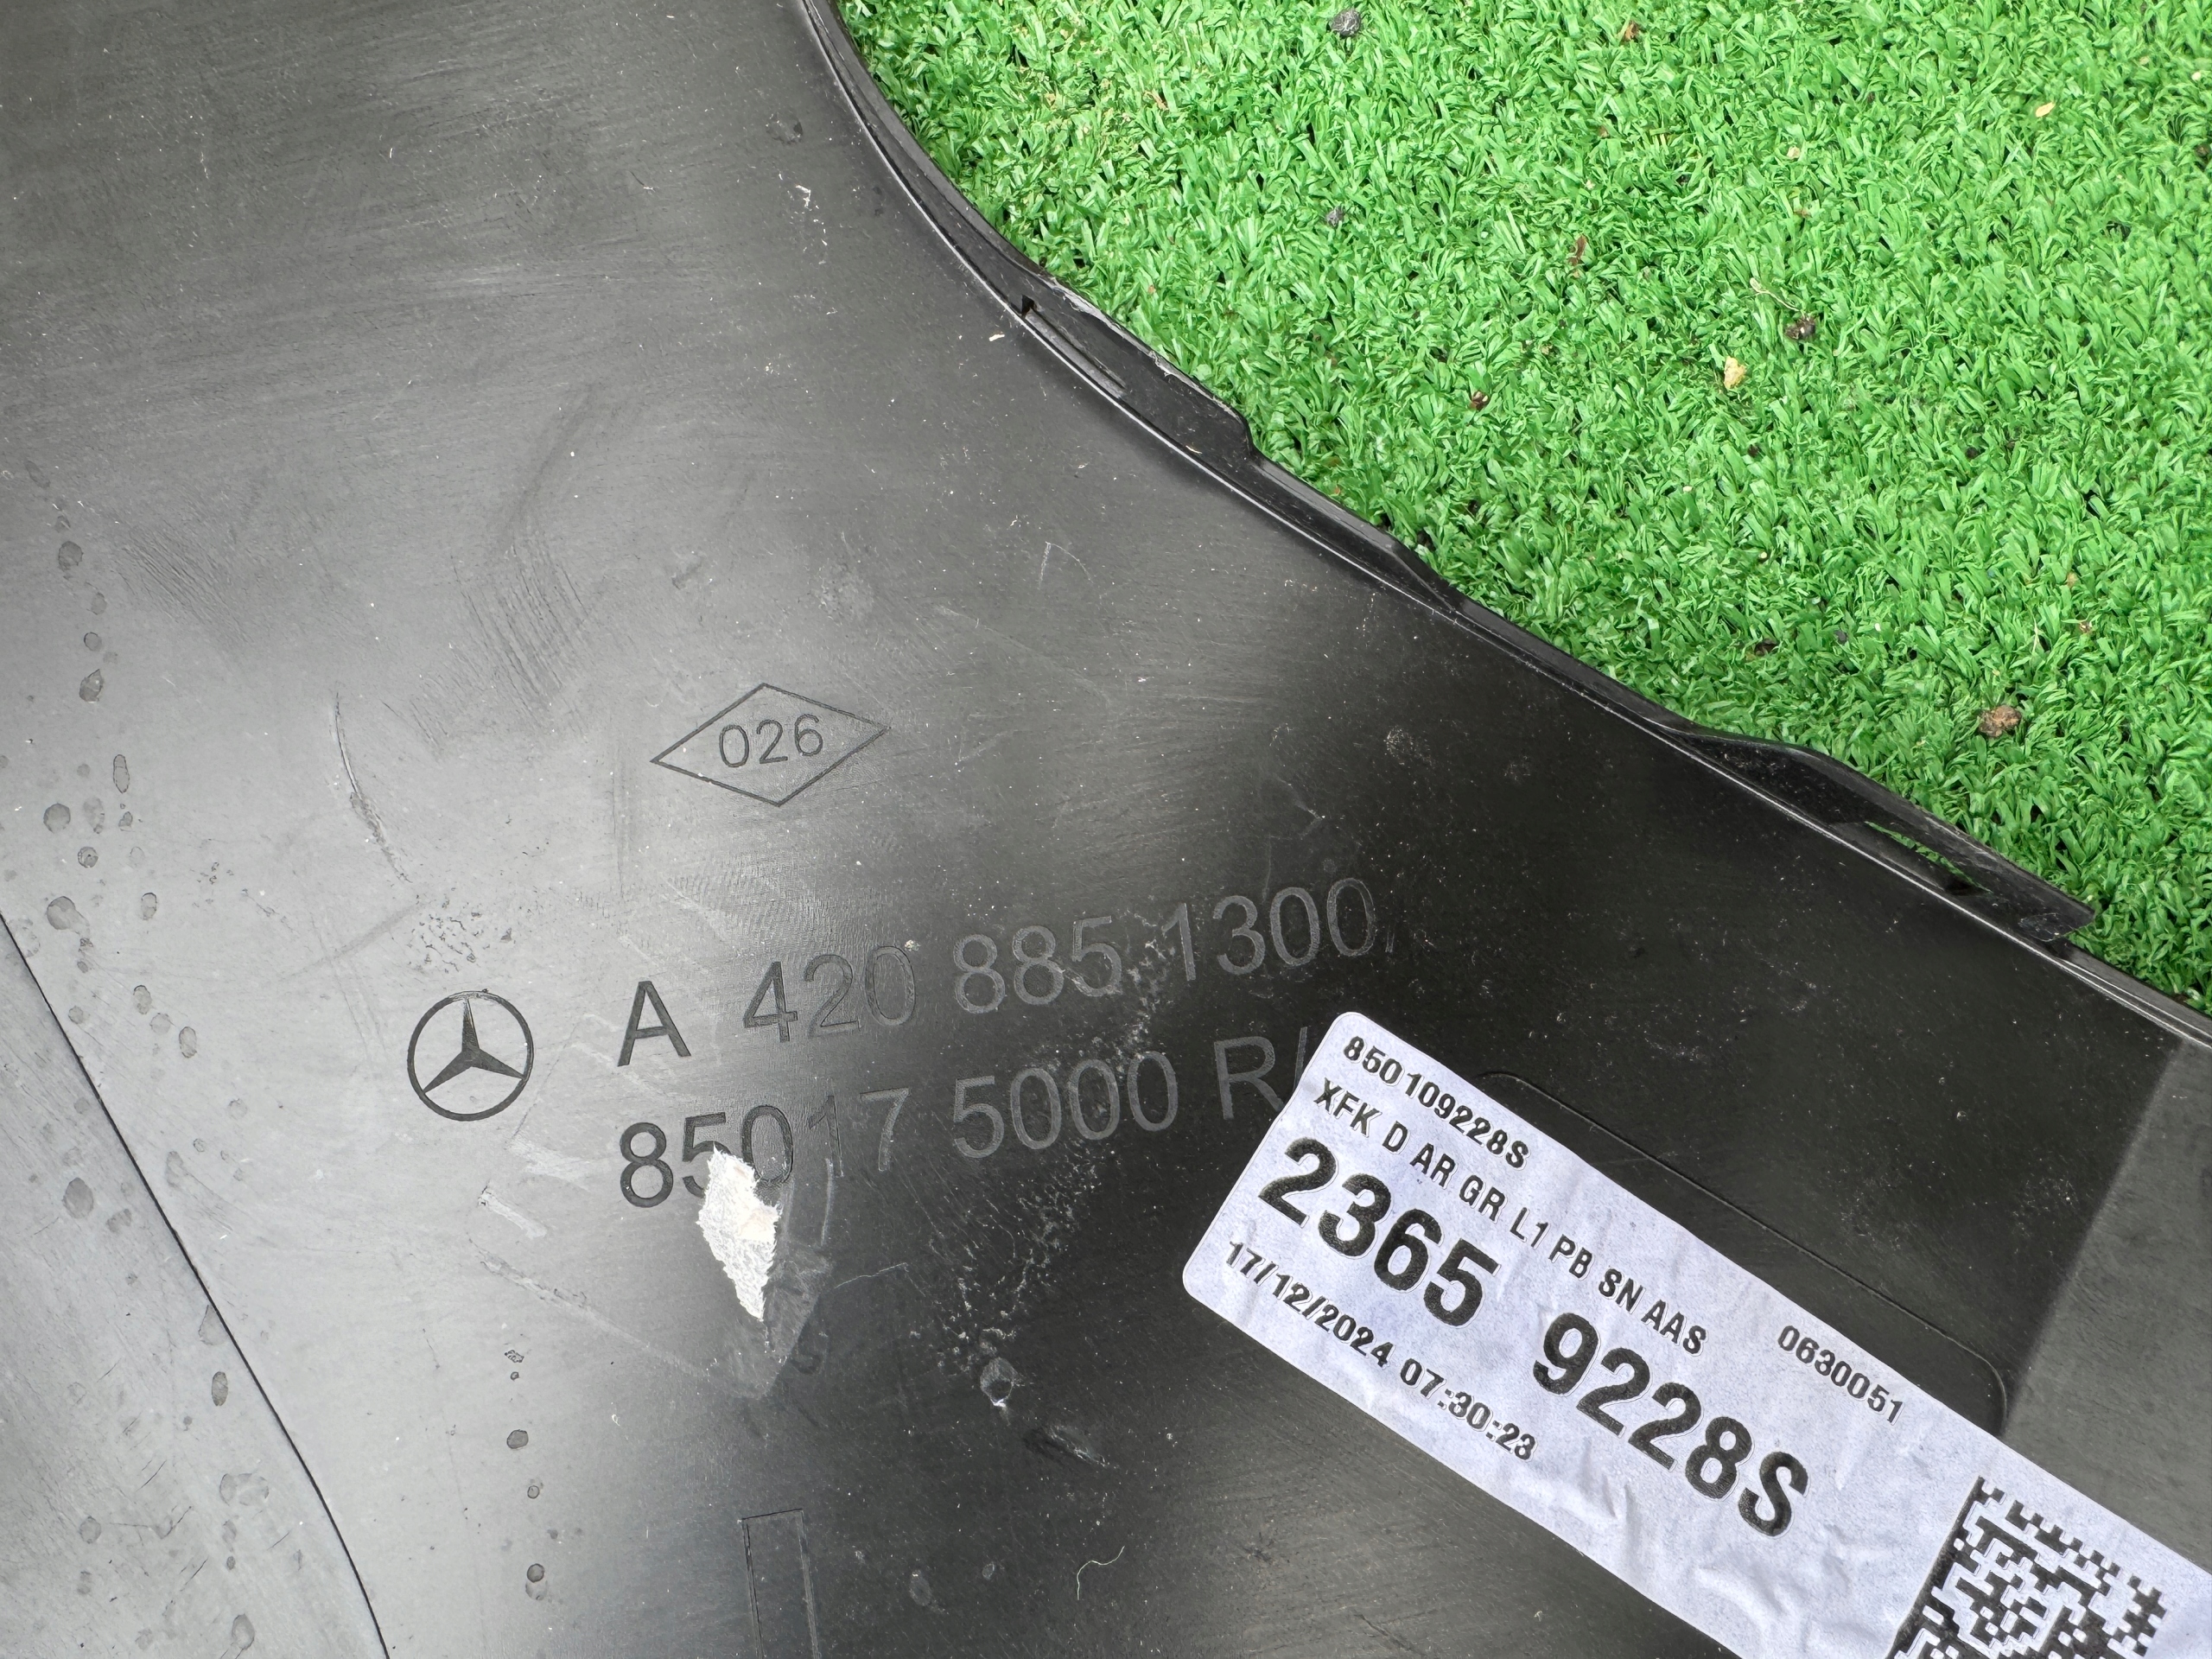 026
A 420 885 1300
85017 5000 R/
850109228S
XFK D AR GR L1 PB SN AAS 0630051
2365 9228S
17/12/2024 07:30:23